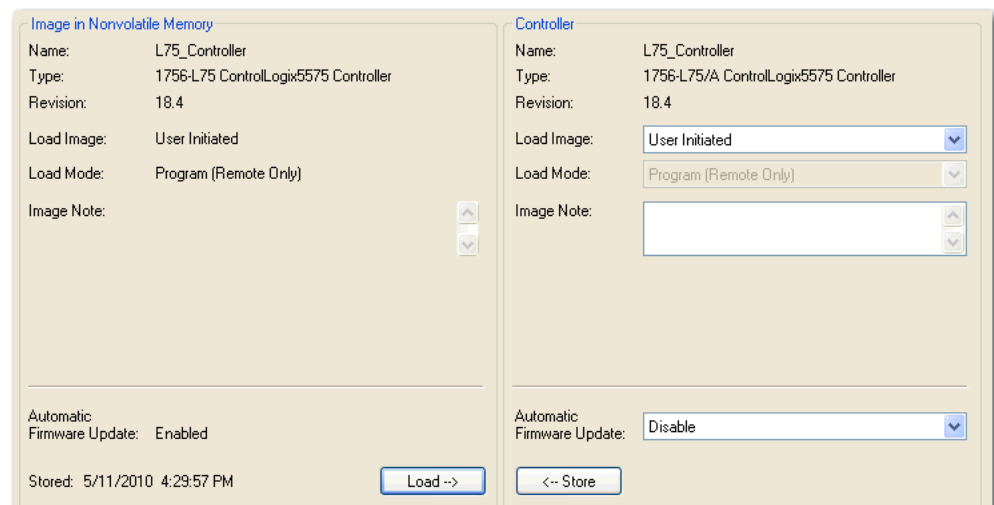 Image in Nonvolatile Memory
Name: L75_Controller
Type: 1756-L75 ControlLogix5575 Controller
Revision: 18.4
Load Image: User Initiated
Load Mode: Program (Remote Only)
Image Note:
Automatic
Firmware Update: Enabled
Stored: 5/11/2010 4:29:57 PM
Load -->
Controller
Name: L75_Controller
Type: 1756-L75/A ControlLogix5575 Controller
Revision: 18.4
Load Image: User Initiated
Load Mode: Program (Remote Only)
Image Note:
Automatic
Firmware Update: Disable
<-- Store